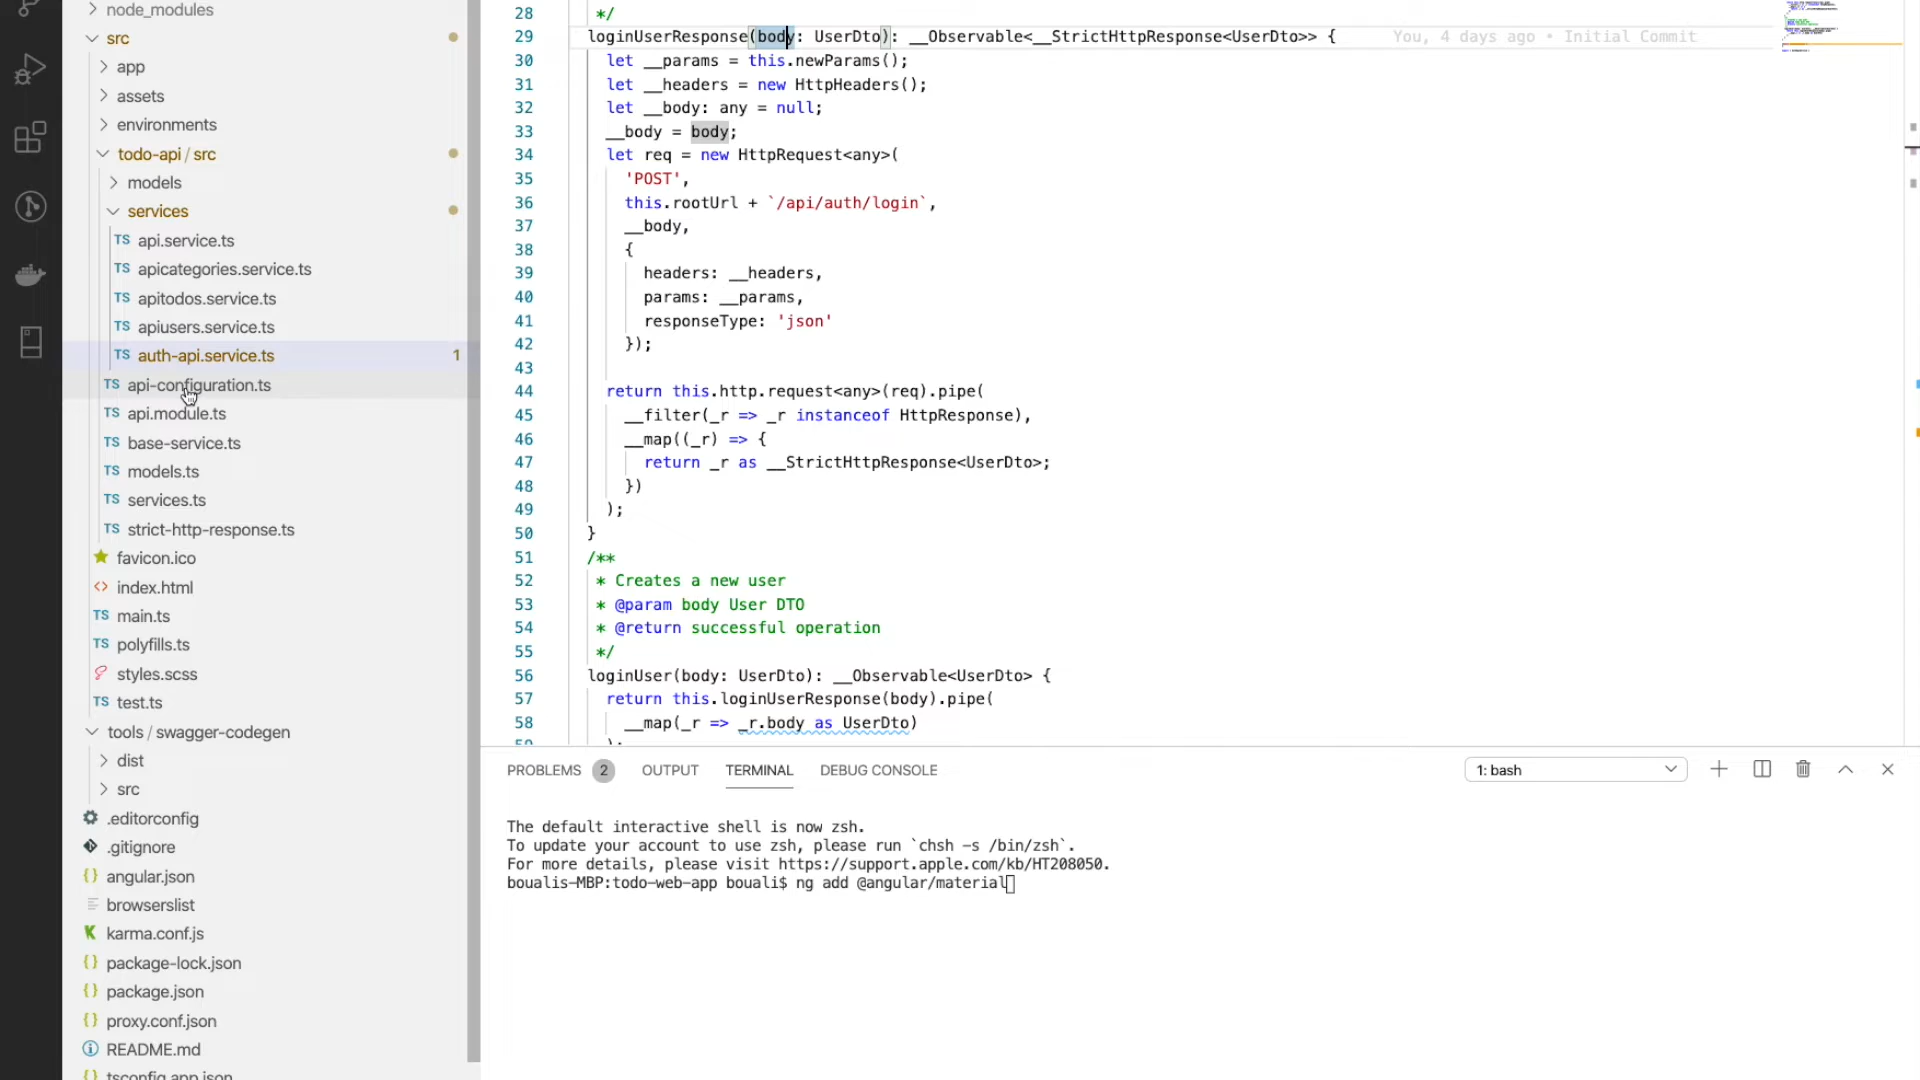 node_modules
src
app
assets
environments
todo-api / src
models
services
TS api.service.ts
TS apicategories.service.ts
TS apitodos.service.ts
TS apiusers.service.ts
TS auth-api.service.ts 1
TS api-configuration.ts
TS api.module.ts
TS base-service.ts
TS models.ts
TS services.ts
TS strict-http-response.ts
favicon.ico
<> index.html
TS main.ts
TS polyfills.ts
styles.scss
TS test.ts
tools / swagger-codegen
dist
src
.editorconfig
.gitignore
{} angular.json
browserslist
K karma.conf.js
{} package-lock.json
{} package.json
{} proxy.conf.json
README.md
{} tsconfig.app.json
28 */
29 loginUserResponse(body: UserDto): __Observable<__StrictHttpResponse<UserDto>> { You, 4 days ago • Initial Commit
30 let __params = this.newParams();
31 let __headers = new HttpHeaders();
32 let __body: any = null;
33 __body = body;
34 let req = new HttpRequest<any>(
35 'POST',
36 this.rootUrl + `/api/auth/login`,
37 __body,
38 {
39 headers: __headers,
40 params: __params,
41 responseType: 'json'
42 });
43
44 return this.http.request<any>(req).pipe(
45 __filter(_r => _r instanceof HttpResponse),
46 __map((_r) => {
47 return _r as __StrictHttpResponse<UserDto>;
48 })
49 );
50 }
51 /**
52 * Creates a new user
53 * @param body User DTO
54 * @return successful operation
55 */
56 loginUser(body: UserDto): __Observable<UserDto> {
57 return this.loginUserResponse(body).pipe(
58 __map(_r => _r.body as UserDto)
59 );
PROBLEMS 2 OUTPUT TERMINAL DEBUG CONSOLE 1: bash
The default interactive shell is now zsh.
To update your account to use zsh, please run `chsh -s /bin/zsh`.
For more details, please visit https://support.apple.com/kb/HT208050.
boualis-MBP:todo-web-app bouali$ ng add @angular/material